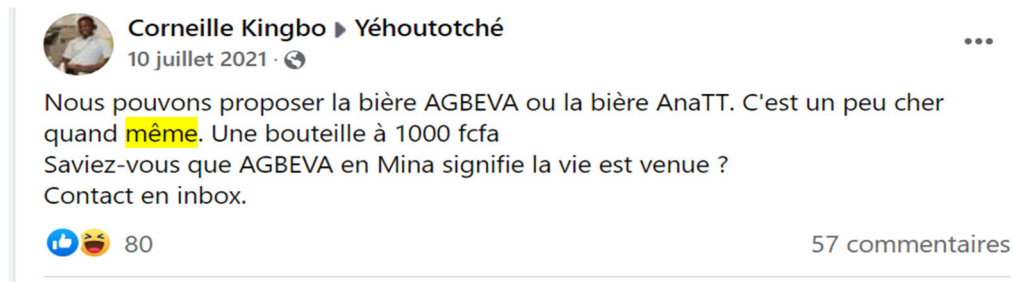 Corneille Kingbo Yéhoutotché
10 juillet 2021 ·
Nous pouvons proposer la bière AGBEVA ou la bière AnaTT. C'est un peu cher
quand même. Une bouteille à 1000 fcfa
Saviez-vous que AGBEVA en Mina signifie la vie est venue ?
Contact en inbox.
80 57 commentaires